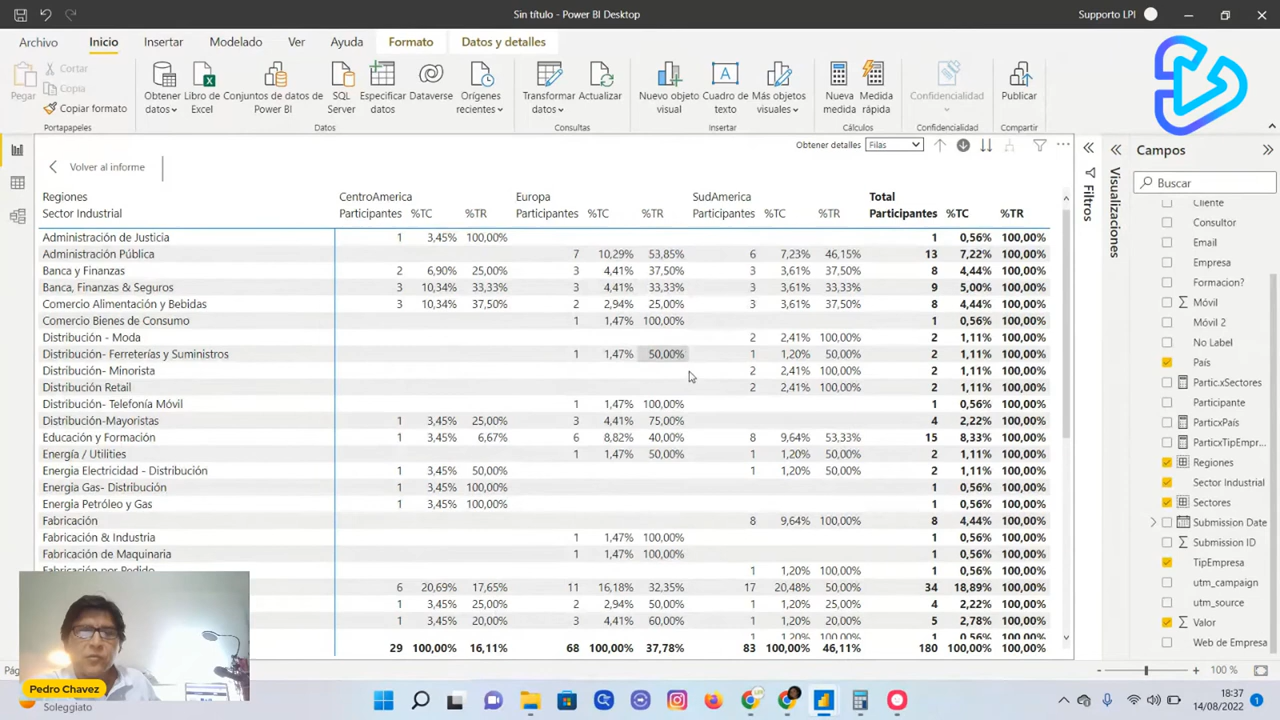 Sin título - Power BI Desktop
Supporto LPI
Archivo Inicio Insertar Modelado Ver Ayuda Formato Datos y detalles
Pegar
Cortar
Copia
Copiar formato
Obtener datos
Libro de Excel
Conjuntos de datos de Power BI
SQL Server
Especificar datos
Dataverse
Orígenes recientes
Transformar datos
Actualizar
Nuevo objeto visual
Cuadro de texto
Más objetos visuales
Nueva medida
Medida rápida
Confidencialidad
Publicar
Portapapeles Datos Consultas Insertar Cálculos Confidencialidad Compartir
Obtener detalles Filas
Volver al informe
Regiones CentroAmerica Europa SudAmerica Total
Sector Industrial Participantes %TC %TR Participantes %TC %TR Participantes %TC %TR Participantes %TC %TR
Administración de Justicia 1 3,45% 100,00% 1 0,56% 100,00%
Administración Pública 7 10,29% 53,85% 6 7,23% 46,15% 13 7,22% 100,00%
Banca y Finanzas 2 6,90% 25,00% 3 4,41% 37,50% 3 3,61% 37,50% 8 4,44% 100,00%
Banca, Finanzas & Seguros 3 10,34% 33,33% 3 4,41% 33,33% 3 3,61% 33,33% 9 5,00% 100,00%
Comercio Alimentación y Bebidas 3 10,34% 37,50% 2 2,94% 25,00% 3 3,61% 37,50% 8 4,44% 100,00%
Comercio Bienes de Consumo 1 1,47% 100,00% 1 0,56% 100,00%
Distribución - Moda 2 2,41% 100,00% 2 1,11% 100,00%
Distribución- Ferreterías y Suministros 1 1,47% 50,00% 1 1,20% 50,00% 2 1,11% 100,00%
Distribución- Minorista 2 2,41% 100,00% 2 1,11% 100,00%
Distribución Retail 2 2,41% 100,00% 2 1,11% 100,00%
Distribución- Telefonía Móvil 1 1,47% 100,00% 1 0,56% 100,00%
Distribución-Mayoristas 1 3,45% 25,00% 3 4,41% 75,00% 4 2,22% 100,00%
Educación y Formación 1 3,45% 6,67% 6 8,82% 40,00% 8 9,64% 53,33% 15 8,33% 100,00%
Energía / Utilities 1 1,47% 50,00% 1 1,20% 50,00% 2 1,11% 100,00%
Energia Electricidad - Distribución 1 3,45% 50,00% 1 1,20% 50,00% 2 1,11% 100,00%
Energia Gas- Distribución 1 3,45% 100,00% 1 0,56% 100,00%
Energia Petróleo y Gas 1 3,45% 100,00% 1 0,56% 100,00%
Fabricación 8 9,64% 100,00% 8 4,44% 100,00%
Fabricación & Industria 1 1,47% 100,00% 1 0,56% 100,00%
Fabricación de Maquinaria 1 1,47% 100,00% 1 0,56% 100,00%
Fabricación por Pedido 1 1,20% 100,00% 1 0,56% 100,00%
6 20,69% 17,65% 11 16,18% 32,35% 17 20,48% 50,00% 34 18,89% 100,00%
1 3,45% 25,00% 2 2,94% 50,00% 1 1,20% 25,00% 4 2,22% 100,00%
1 3,45% 20,00% 3 4,41% 60,00% 1 1,20% 20,00% 5 2,78% 100,00%
1 1,20% 100,00% 1 0,56% 100,00%
29 100,00% 16,11% 68 100,00% 37,78% 83 100,00% 46,11% 180 100,00% 100,00%
Filtros
Visualizaciones
Campos
Buscar
Cliente
Consultor
Email
Empresa
Formacion?
Móvil
Móvil 2
No Label
País
Partic.xSectores
Participante
ParticxPaís
ParticxTipEmpr...
Regiones
Sector Industrial
Sectores
Submission Date
Submission ID
TipEmpresa
utm_campaign
utm_source
Valor
Web de Empresa
Pág
100 %
Pedro Chavez
Soleggiato
18:37
14/08/2022
1